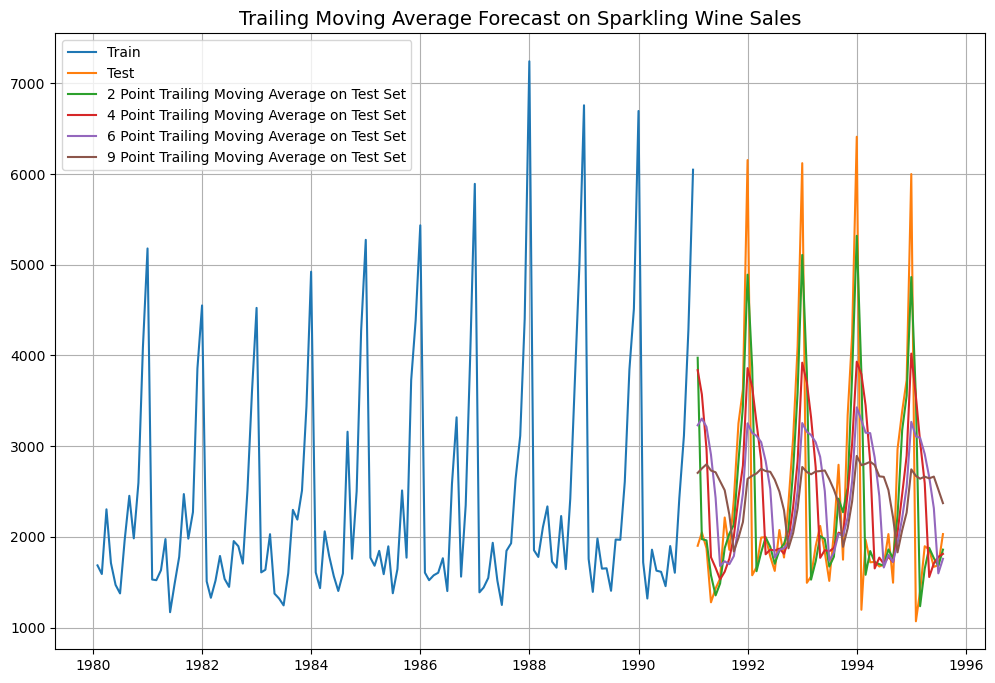 Trailing Moving Average Forecast on Sparkling Wine Sales
Train
Test
2 Point Trailing Moving Average on Test Set
4 Point Trailing Moving Average on Test Set
6 Point Trailing Moving Average on Test Set
9 Point Trailing Moving Average on Test Set
7000
6000
5000
4000
3000
2000
1000
1980 1982 1984 1986 1988 1990 1992 1994 1996